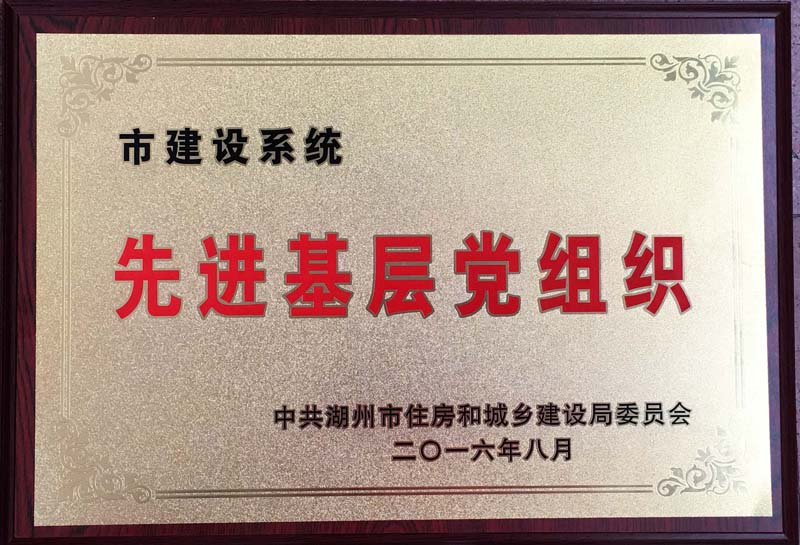 市建设系统
先进基层党组织
中共湖州市住房和城乡建设局委员会
二〇一六年八月